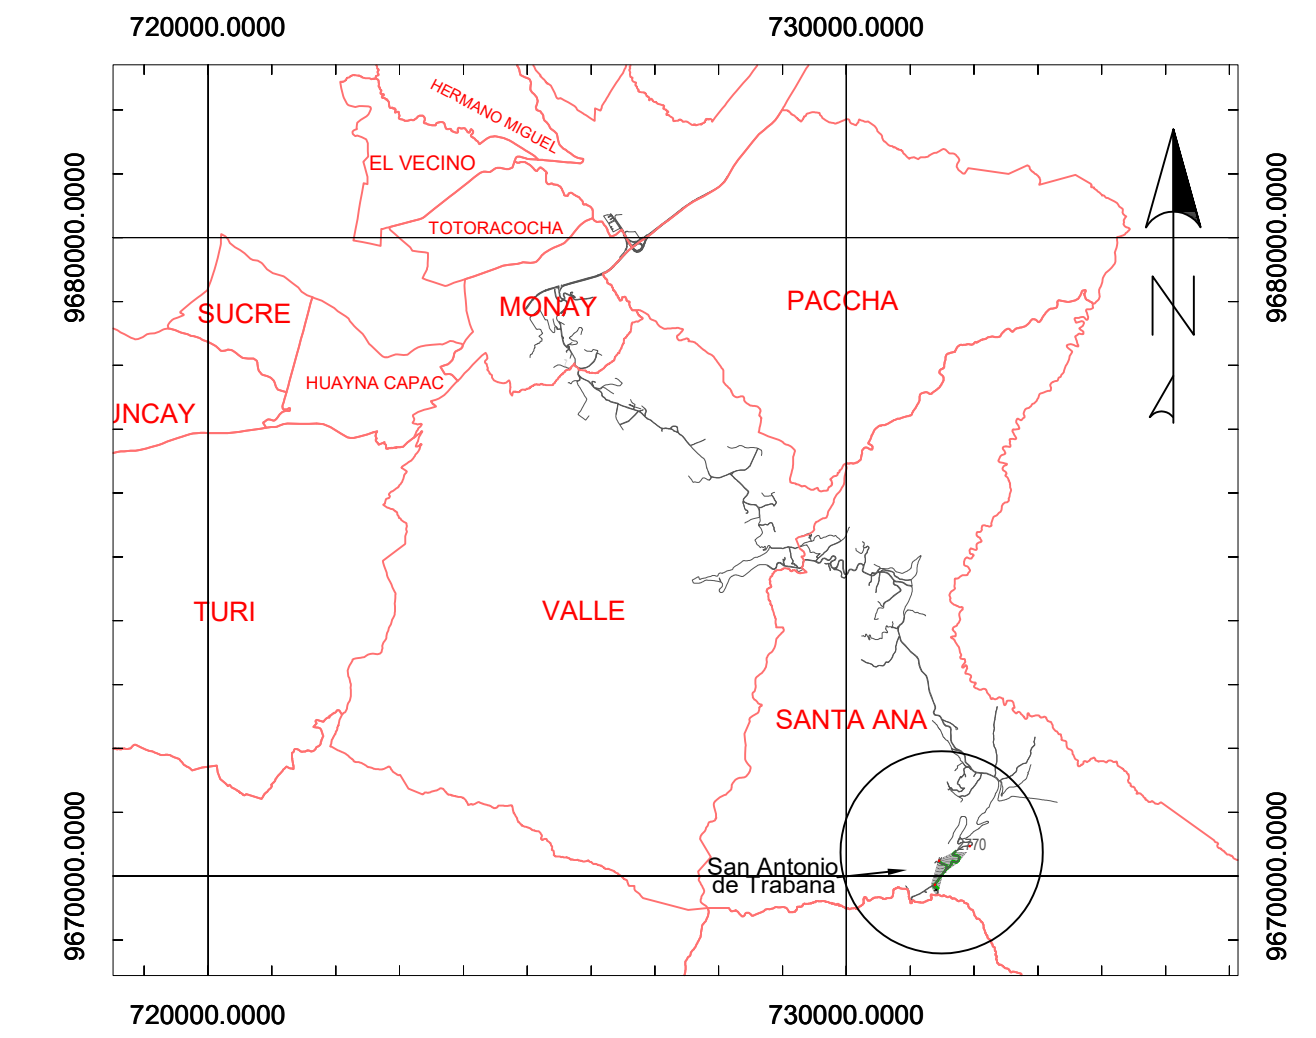 720000.0000
730000.0000
HERMANO MIGUEL
EL VECINO
TOTORACOCHA
9680000.0000
9680000.0000
SUCRE
MONAY
PACCHA
N
HUAYNA CAPAC
UNCAY
TURI
VALLE
SANTA ANA
2770
San Antonio
de Trabana
9670000.0000
9670000.0000
720000.0000
730000.0000